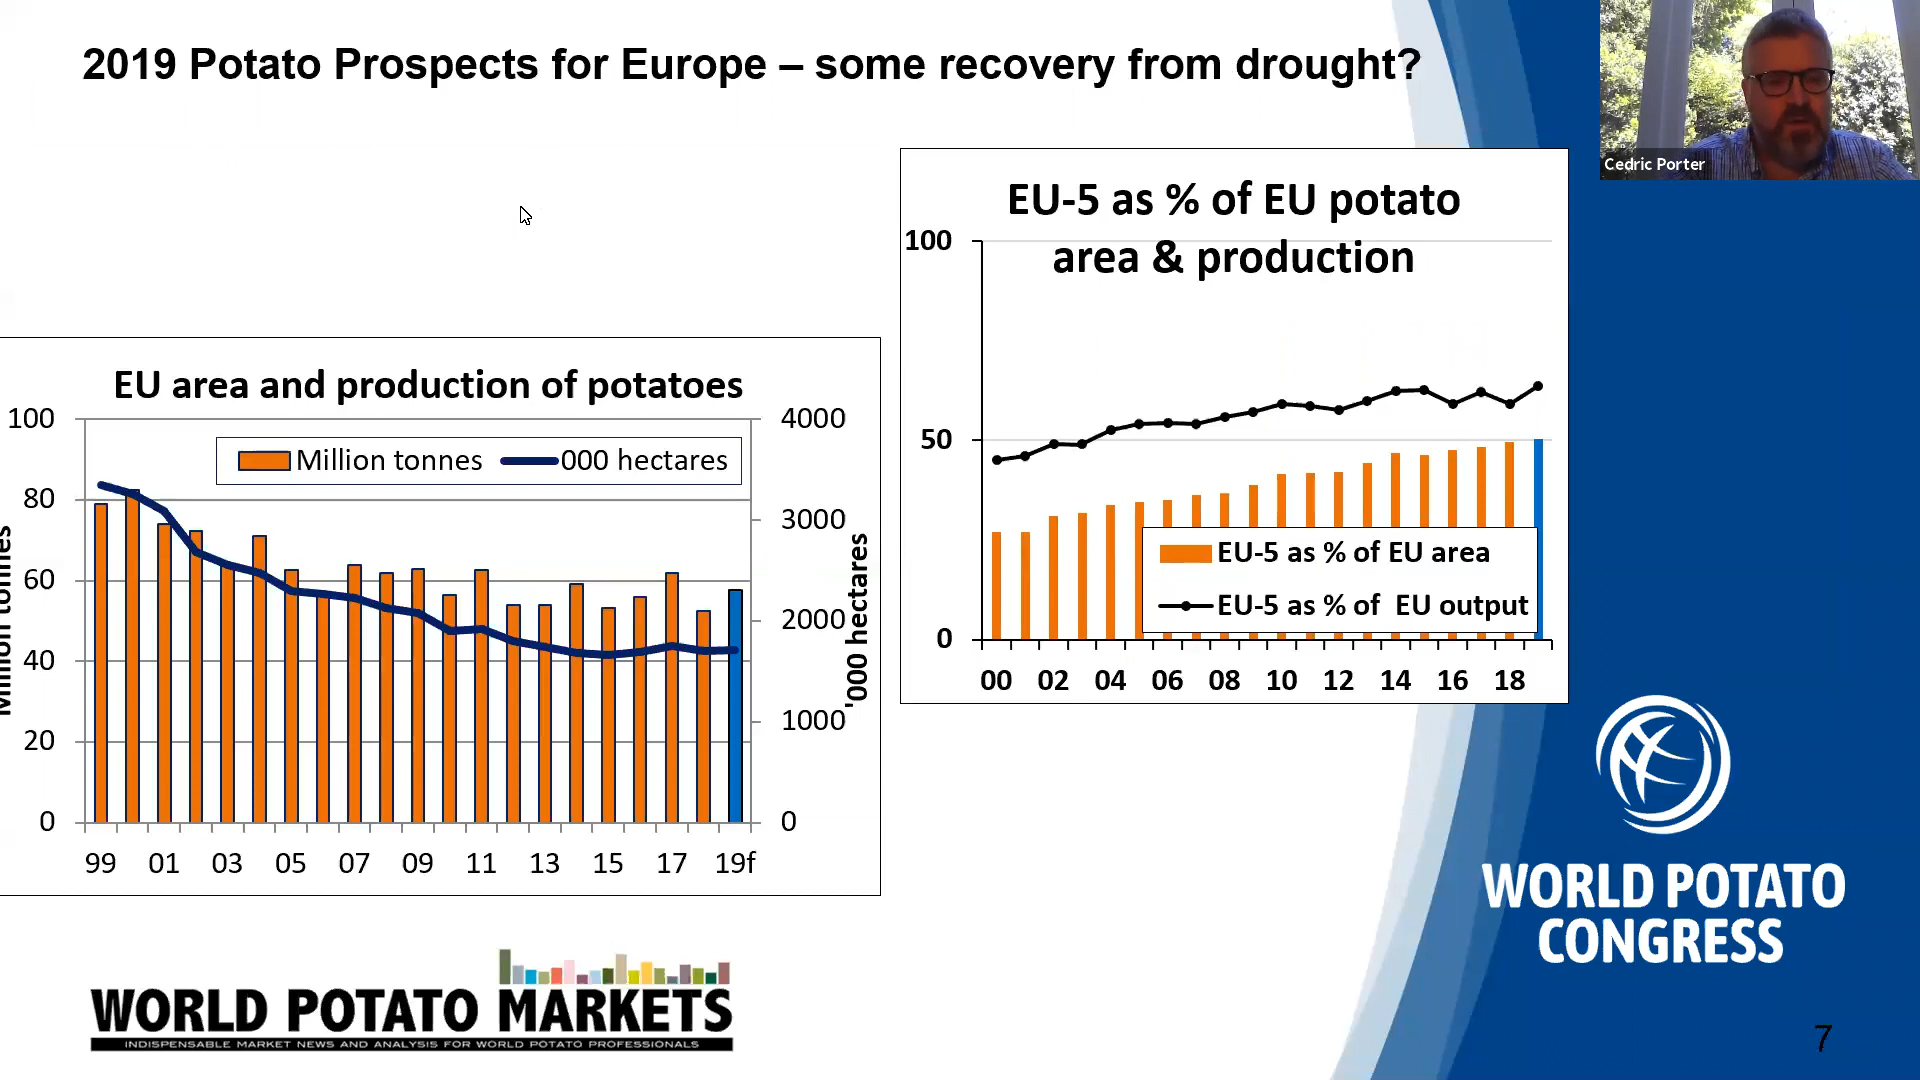 2019 Potato Prospects for Europe – some recovery from drought?
Cedric Porter
EU-5 as % of EU potato
area & production
100
50
0
00 02 04 06 08 10 12 14 16 18
EU-5 as % of EU area
EU-5 as % of EU output
EU area and production of potatoes
Million tonnes 000 hectares
100
80
60
40
20
0
4000
3000
2000
1000
0
Million tonnes
'000 hectares
99 01 03 05 07 09 11 13 15 17 19f
WORLD POTATO MARKETS
INDISPENSABLE MARKET NEWS AND ANALYSIS FOR WORLD POTATO PROFESSIONALS
WORLD POTATO
CONGRESS
7